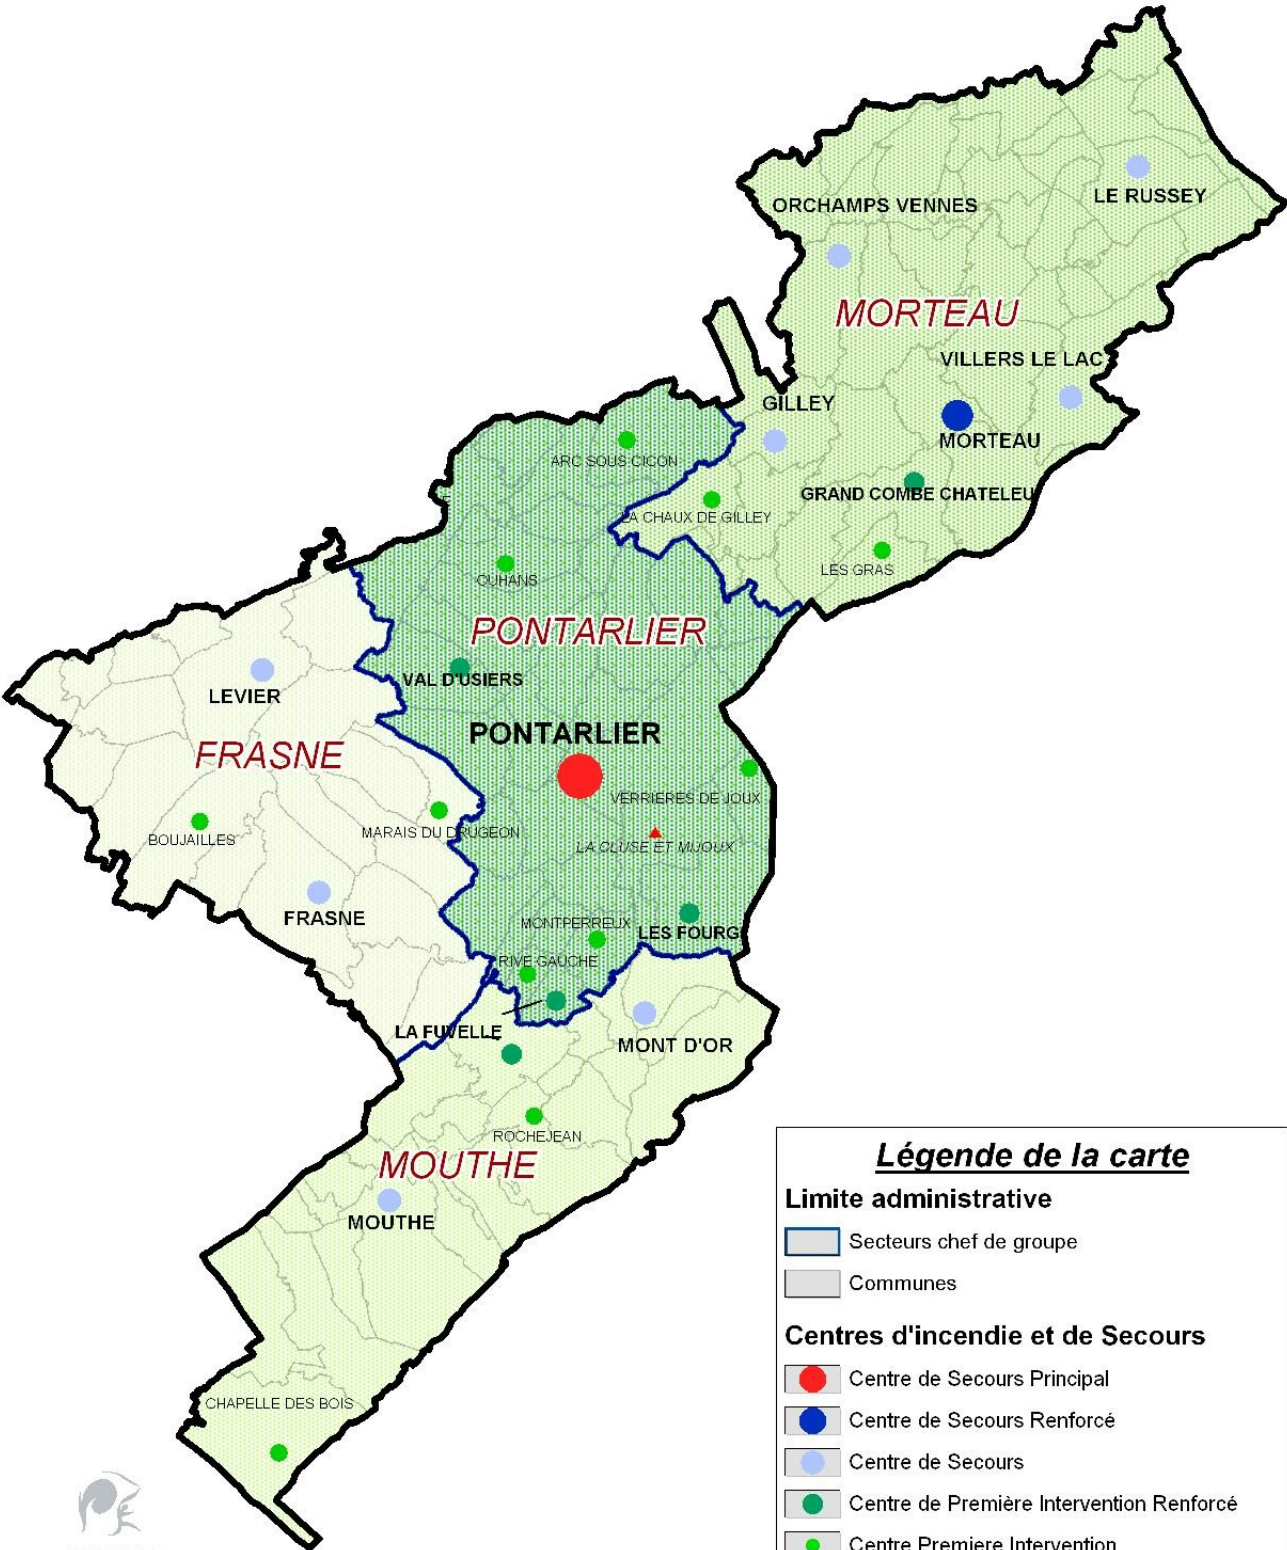 ORCHAMPS VENNES
LE RUSSEY
MORTEAU
VILLERS LE LAC
GILLEY
MORTEAU
ARC SOUS CICON
GRAND COMBE CHATELEU
LA CHAUX DE GILLEY
LES GRAS
OUHANS
PONTARLIER
VAL D'USIERS
LEVIER
PONTARLIER
FRASNE
VERRIERES DE JOUX
MARAIS DU DRUGEON
BOUJAILLES
LA CLUSE ET MIJOUX
FRASNE
MONTPERREUX
LES FOURG
RIVE GAUCHE
LA FUVELLE
MONT D'OR
ROCHEJEAN
MOUTHE
MOUTHE
CHAPELLE DES BOIS
Légende de la carte
Limite administrative
Secteurs chef de groupe
Communes
Centres d'incendie et de Secours
Centre de Secours Principal
Centre de Secours Renforcé
Centre de Secours
Centre de Première Intervention Renforcé
Centre Premiere Intervention